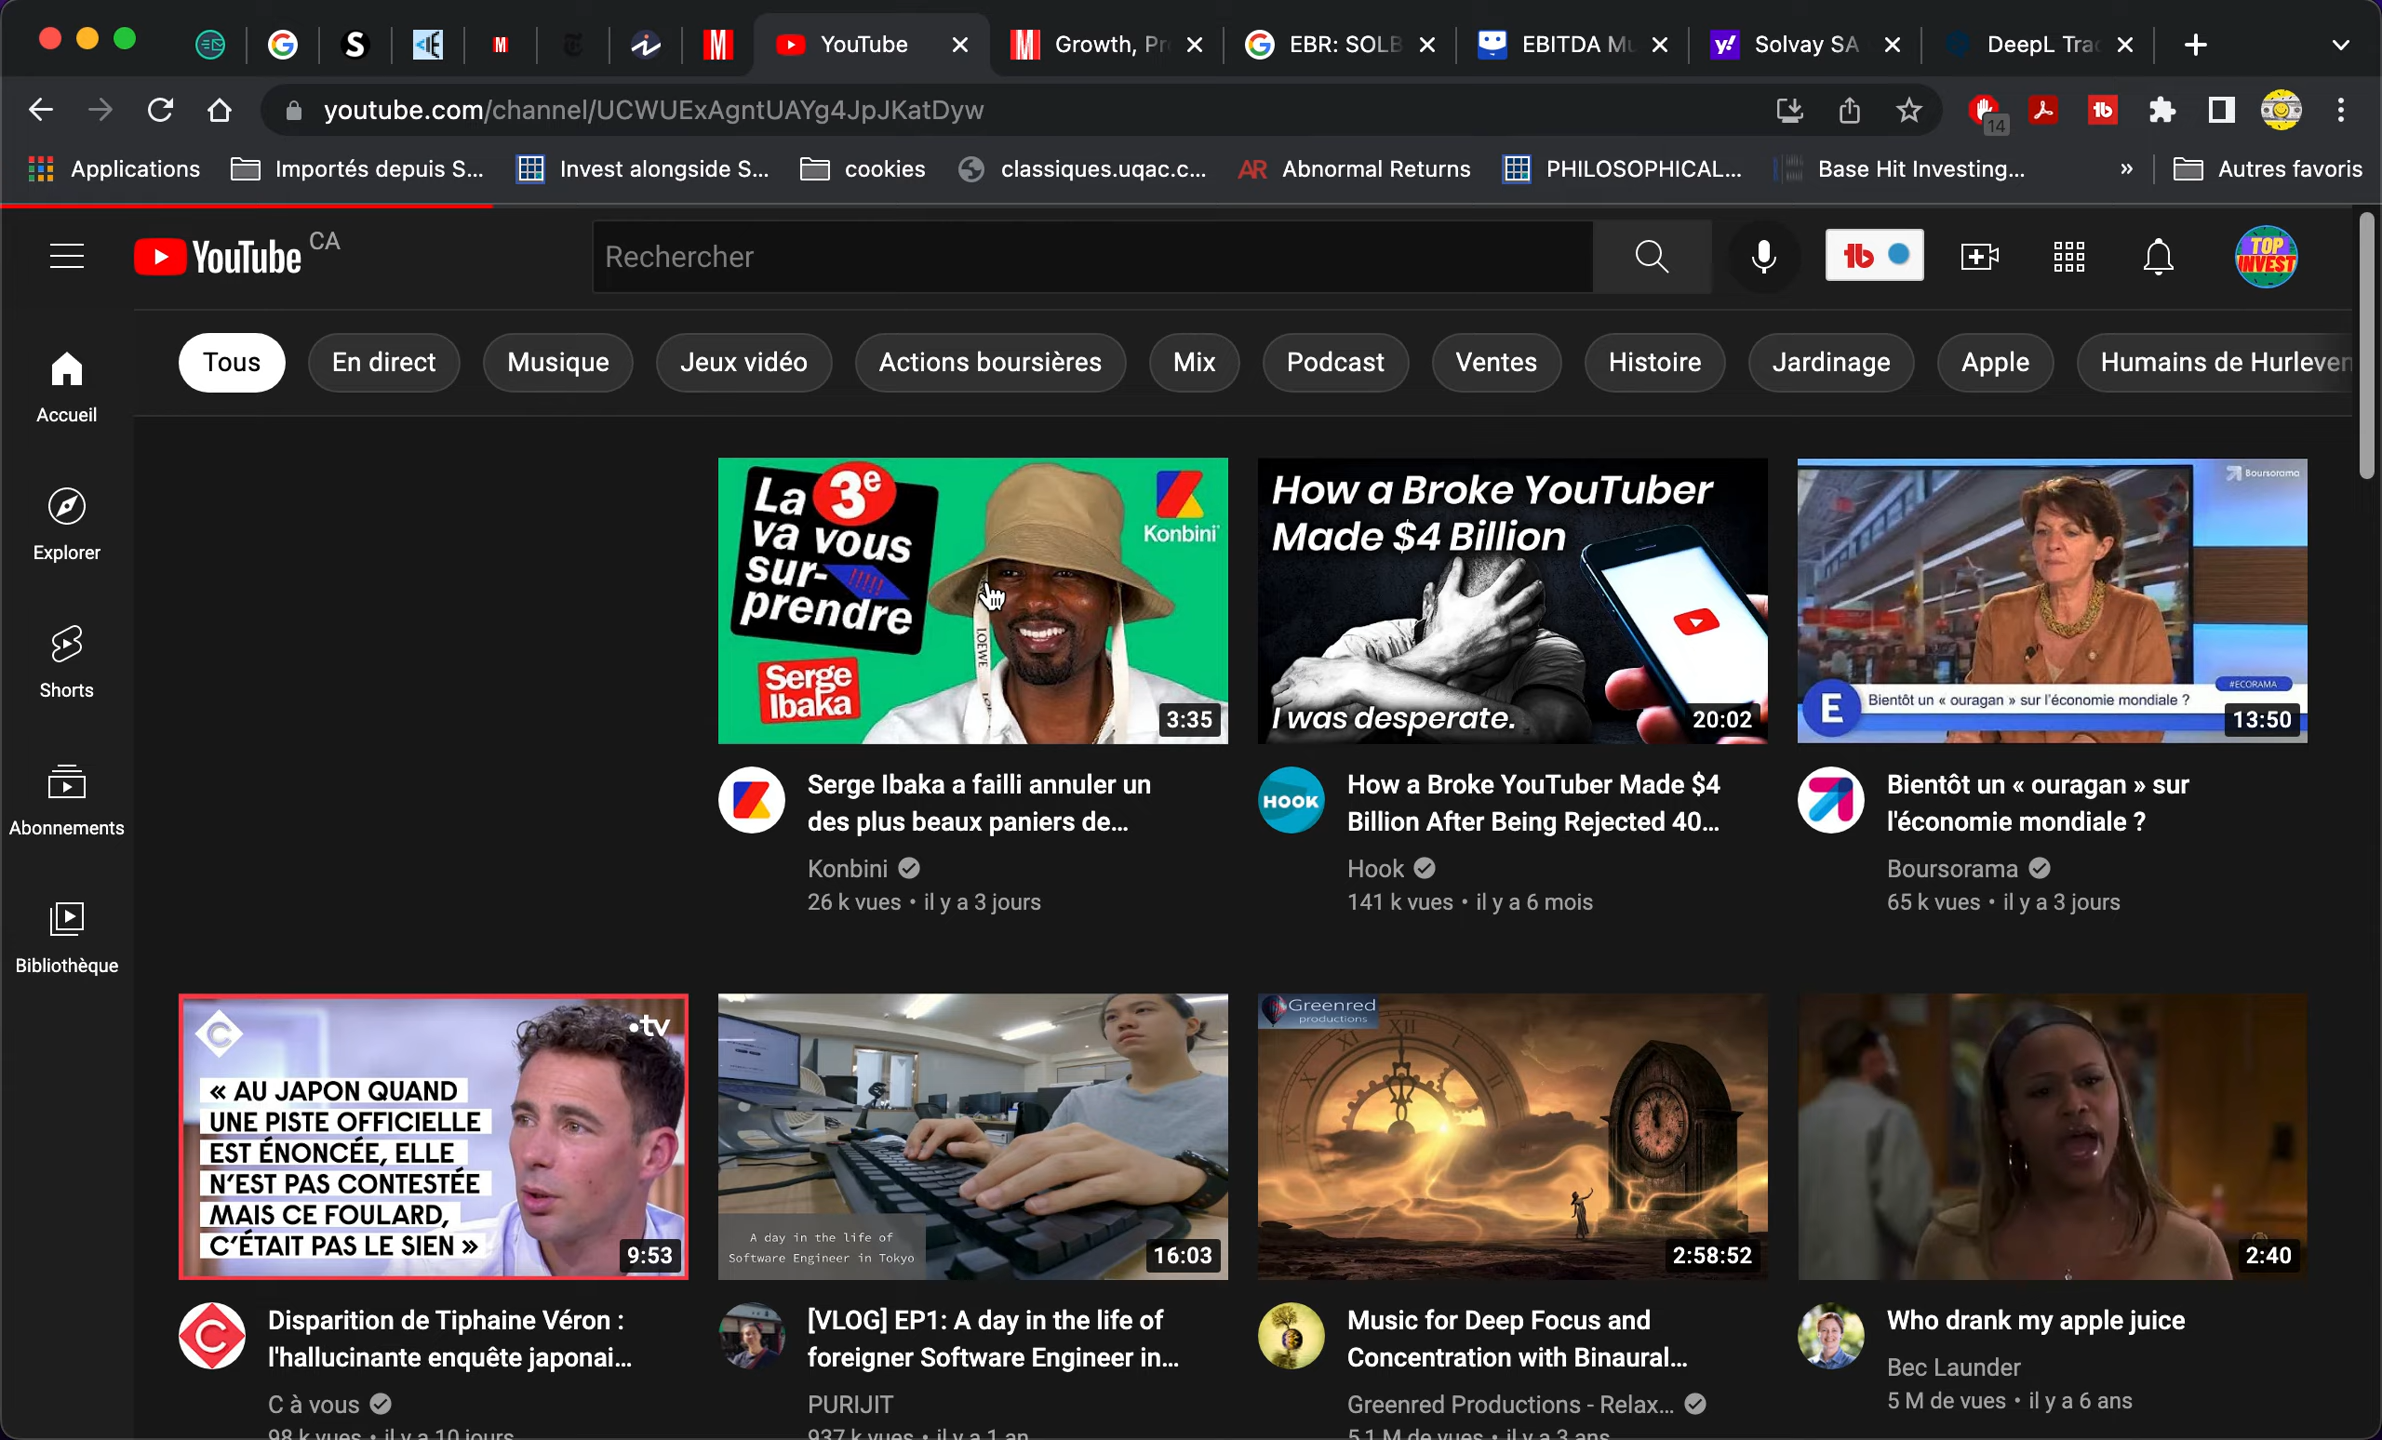 YouTube
Growth, Pr
EBR: SOLB
EBITDA Mu
Solvay SA
DeepL Tra
youtube.com/channel/UCWUExAgntUAYg4JpJKatDyw
14
Applications
Importés depuis S...
Invest alongside S...
cookies
classiques.uqac.c...
AR
Abnormal Returns
PHILOSOPHICAL...
Base Hit Investing...
»
Autres favoris
YouTube CA
Rechercher
TOP
INVEST
Tous
En direct
Musique
Jeux vidéo
Actions boursières
Mix
Podcast
Ventes
Histoire
Jardinage
Apple
Humains de Hurleven
Accueil
Explorer
Shorts
Abonnements
Bibliothèque
La 3e
va vous
sur-
prendre
!!!!!
Serge
Ibaka
Konbini
LOEWE
3:35
Serge Ibaka a failli annuler un
des plus beaux paniers de...
Konbini
26 k vues • il y a 3 jours
How a Broke YouTuber
Made $4 Billion
I was desperate.
20:02
HOOK
How a Broke YouTuber Made $4
Billion After Being Rejected 40...
Hook
141 k vues • il y a 6 mois
Boursorama
#ECORAMA
E
Bientôt un « ouragan » sur l'économie mondiale ?
13:50
Bientôt un « ouragan » sur
l'économie mondiale ?
Boursorama
65 k vues • il y a 3 jours
C
•tv
« AU JAPON QUAND
UNE PISTE OFFICIELLE
EST ÉNONCÉE, ELLE
N'EST PAS CONTESTÉE
MAIS CE FOULARD,
C'ÉTAIT PAS LE SIEN »
9:53
Disparition de Tiphaine Véron :
l'hallucinante enquête japonai...
C à vous
98 k vues • il y a 10 jours
A day in the life of
Software Engineer in Tokyo
16:03
[VLOG] EP1: A day in the life of
foreigner Software Engineer in...
PURIJIT
937 k vues • il y a 1 an
Greenred
productions
2:58:52
Music for Deep Focus and
Concentration with Binaural...
Greenred Productions - Relax...
5,1 M de vues • il y a 3 ans
2:40
Who drank my apple juice
Bec Launder
5 M de vues • il y a 6 ans